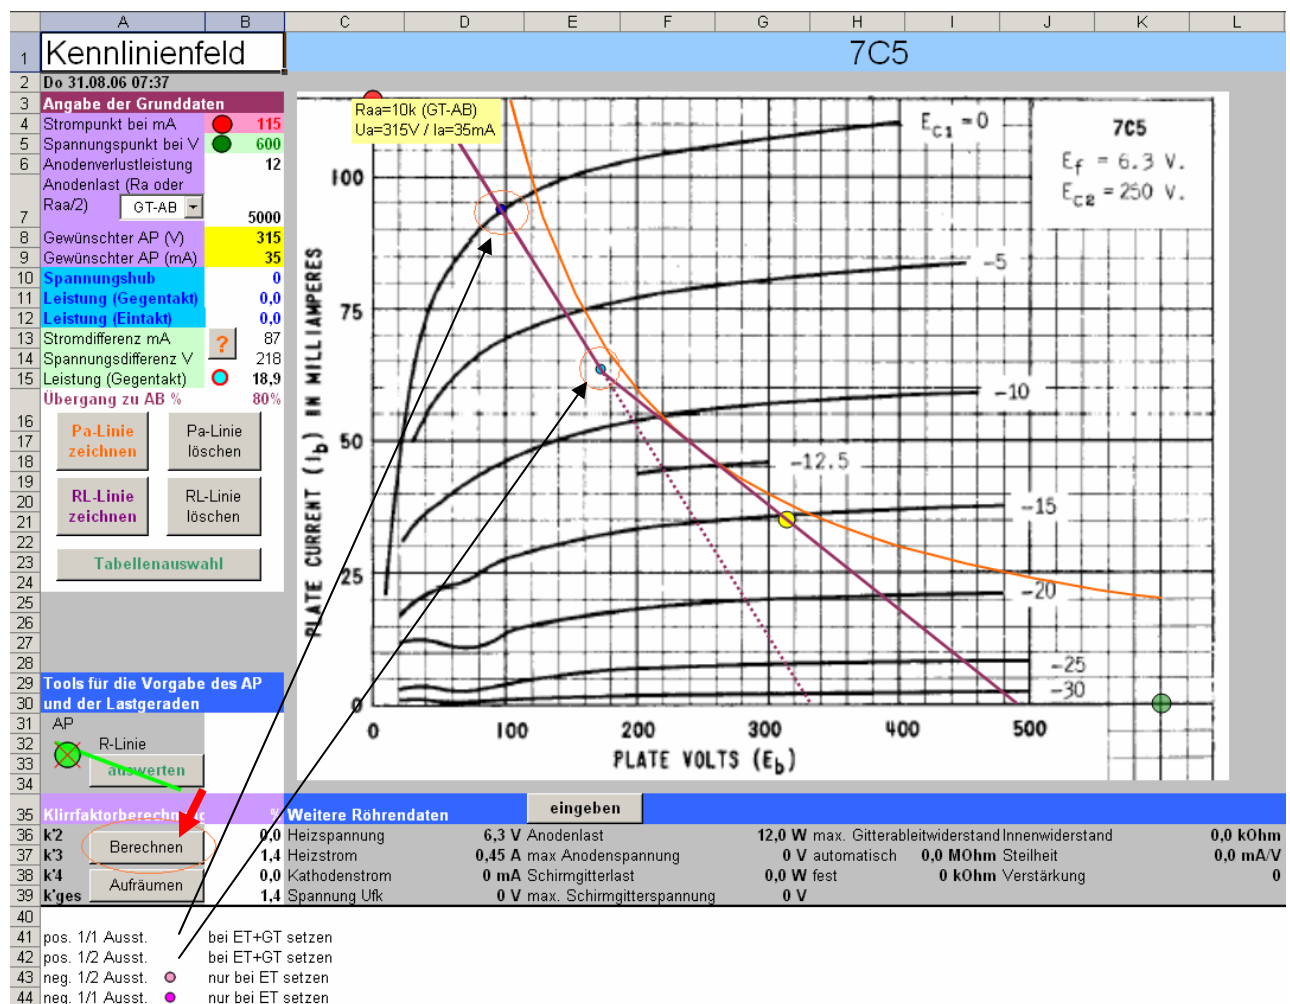 A B C D E F G H I J K L
1 Kennlinienfeld 7C5
2 Do 31.08.06 07:37
3 Angabe der Grunddaten
4 Strompunkt bei mA 115
5 Spannungspunkt bei V 600
6 Anodenverlustleistung 12
Anodenlast (Ra oder
7 Raa/2) GT-AB 5000
8 Gewünschter AP (V) 315
9 Gewünschter AP (mA) 35
10 Spannungshub 0
11 Leistung (Gegentakt) 0,0
12 Leistung (Eintakt) 0,0
13 Stromdifferenz mA ? 87
14 Spannungsdifferenz V 218
15 Leistung (Gegentakt) 18,9
16 Übergang zu AB % 80%
17
18
19
20
21
22
23
24
25
26
27
28
Pa-Linie zeichnen
Pa-Linie löschen
RL-Linie zeichnen
RL-Linie löschen
Tabellenauswahl
Raa=10k (GT-AB)
Ua=315V / Ia=35mA
EC1 = 0
7C5
Ef = 6.3 V.
EC2 = 250 V.
-5
-10
-12.5
-15
-20
-25
-30
PLATE CURRENT (Ib) IN MILLIAMPERES
100
75
50
25
0
0 100 200 300 400 500
PLATE VOLTS (Eb)
29 Tools für die Vorgabe des AP
30 und der Lastgeraden
31 AP
32 R-Linie
33 auswerten
34
35 Klirrfaktorberechnung % Weitere Röhrendaten eingeben
36 k'2 Berechnen 0,0 Heizspannung 6,3 V Anodenlast 12,0 W max. Gitterableitwiderstand Innenwiderstand 0,0 kOhm
37 k'3 1,4 Heizstrom 0,45 A max Anodenspannung 0 V automatisch 0,0 MOhm Steilheit 0,0 mA/V
38 k'4 Aufräumen 0,0 Kathodenstrom 0 mA Schirmgitterlast 0,0 W fest 0 kOhm Verstärkung 0
39 k'ges 1,4 Spannung Ufk 0 V max. Schirmgitterspannung 0 V
40
41 pos. 1/1 Ausst. bei ET+GT setzen
42 pos. 1/2 Ausst. bei ET+GT setzen
43 neg. 1/2 Ausst. nur bei ET setzen
44 neg. 1/1 Ausst. nur bei ET setzen